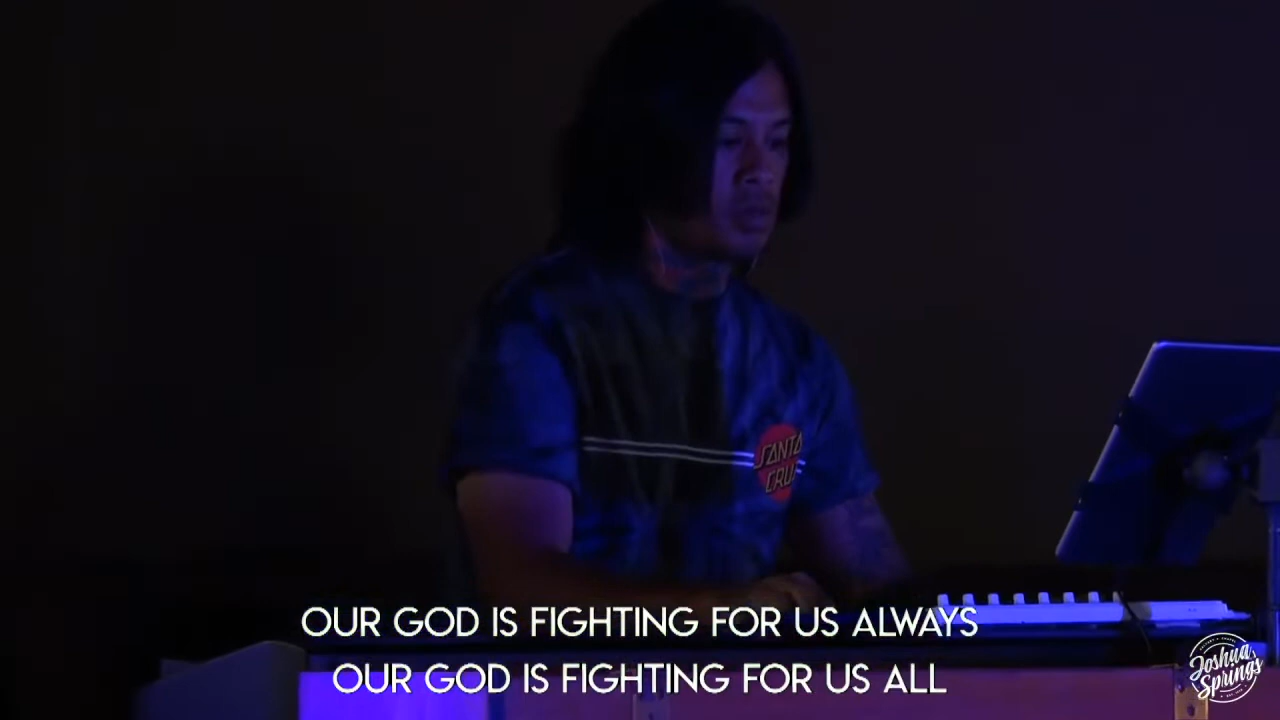 SANTA
CRUZ
OUR GOD IS FIGHTING FOR US ALWAYS
OUR GOD IS FIGHTING FOR US ALL
Joshua
Springs